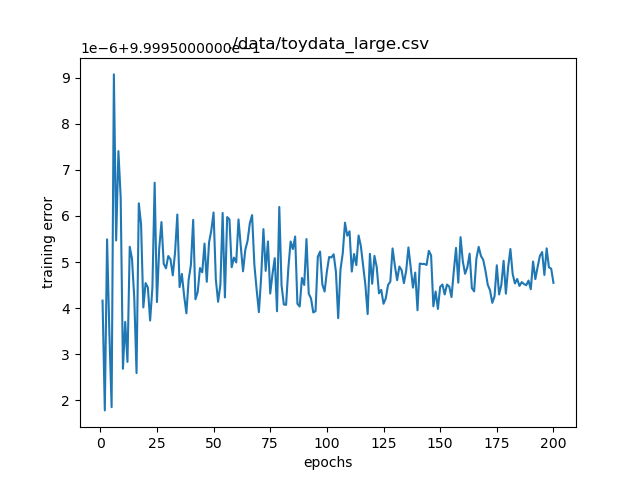 ./data/toydata_large.csv
1e-6+9.9995000000e-1
9
8
7
6
5
4
3
2
training error
0 25 50 75 100 125 150 175 200
epochs